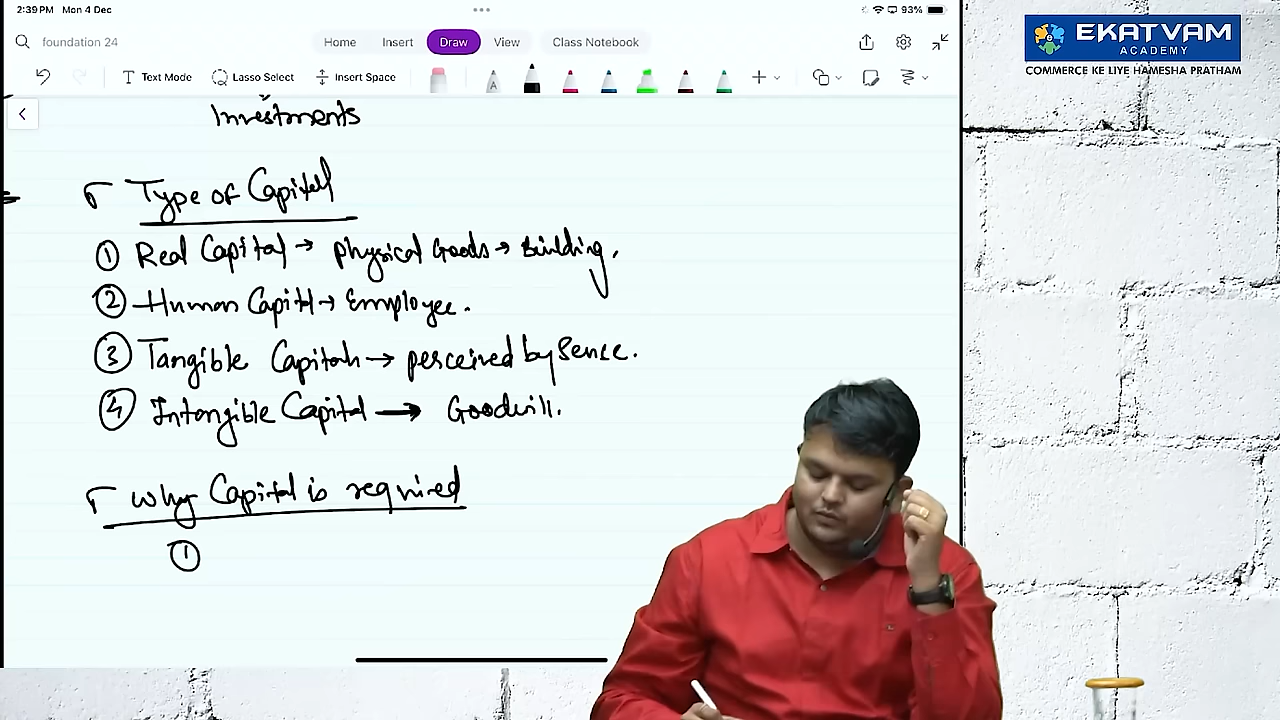 2:39 PM Mon 4 Dec
93%
foundation 24
Home Insert Draw View Class Notebook
Text Mode Lasso Select Insert Space
A
Investments
Type of Capital
① Real Capital → physical Goods → Building.
② Human Capital → Employee.
③ Tangible Capital → perceived by Sense.
④ Intangible Capital → Goodwill.
Why Capital is required
①
EKATVAM
ACADEMY
COMMERCE KE LIYE HAMESHA PRATHAM